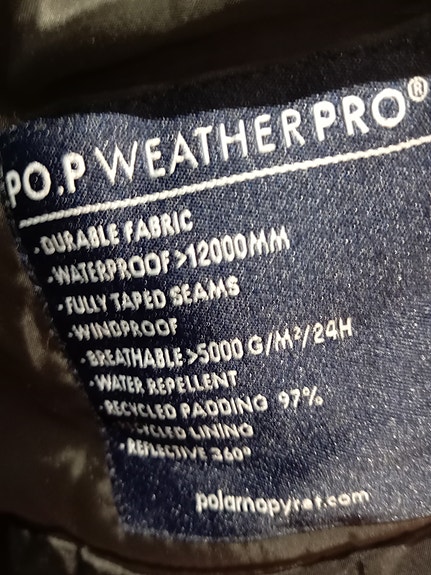 PO.P WEATHERPRO®
• DURABLE FABRIC
• WATERPROOF >12000MM
• FULLY TAPED SEAMS
• WINDPROOF
• BREATHABLE >5000 G/M²/24H
• WATER REPELLENT
• RECYCLED PADDING 97%
RECYCLED LINING
• REFLECTIVE 360°
polarnopyret.com